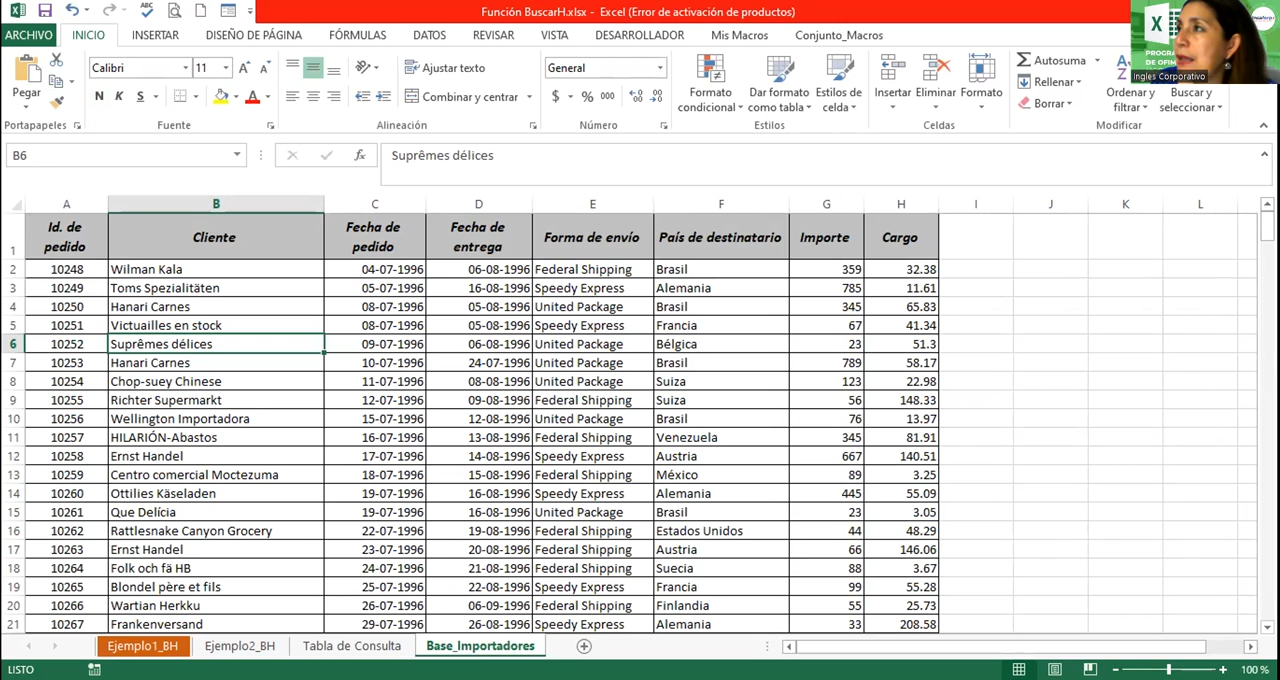 Función BuscarH.xlsx - Excel (Error de activación de productos)
ARCHIVO INICIO INSERTAR DISEÑO DE PÁGINA FÓRMULAS DATOS REVISAR VISTA DESARROLLADOR Mis Macros Conjunto_Macros
Ingles Corporativo
Pegar
Calibri 11
N K S
Ajustar texto
Combinar y centrar
General
$ % 000
Formato condicional
Dar formato como tabla
Estilos de celda
Insertar Eliminar Formato
Autosuma
Rellenar
Borrar
Ordenar y filtrar
Buscar y seleccionar
Portapapeles Fuente Alineación Número Estilos Celdas Modificar
B6 fx Suprêmes délices
A B C D E F G H I J K L
1 Id. de pedido Cliente Fecha de pedido Fecha de entrega Forma de envío País de destinatario Importe Cargo
2 10248 Wilman Kala 04-07-1996 06-08-1996 Federal Shipping Brasil 359 32.38
3 10249 Toms Spezialitäten 05-07-1996 16-08-1996 Speedy Express Alemania 785 11.61
4 10250 Hanari Carnes 08-07-1996 05-08-1996 United Package Brasil 345 65.83
5 10251 Victuailles en stock 08-07-1996 05-08-1996 Speedy Express Francia 67 41.34
6 10252 Suprêmes délices 09-07-1996 06-08-1996 United Package Bélgica 23 51.3
7 10253 Hanari Carnes 10-07-1996 24-07-1996 United Package Brasil 789 58.17
8 10254 Chop-suey Chinese 11-07-1996 08-08-1996 United Package Suiza 123 22.98
9 10255 Richter Supermarkt 12-07-1996 09-08-1996 Federal Shipping Suiza 56 148.33
10 10256 Wellington Importadora 15-07-1996 12-08-1996 United Package Brasil 76 13.97
11 10257 HILARIÓN-Abastos 16-07-1996 13-08-1996 Federal Shipping Venezuela 345 81.91
12 10258 Ernst Handel 17-07-1996 14-08-1996 Speedy Express Austria 667 140.51
13 10259 Centro comercial Moctezuma 18-07-1996 15-08-1996 Federal Shipping México 89 3.25
14 10260 Ottilies Käseladen 19-07-1996 16-08-1996 Speedy Express Alemania 445 55.09
15 10261 Que Delícia 19-07-1996 16-08-1996 United Package Brasil 23 3.05
16 10262 Rattlesnake Canyon Grocery 22-07-1996 19-08-1996 Federal Shipping Estados Unidos 44 48.29
17 10263 Ernst Handel 23-07-1996 20-08-1996 Federal Shipping Austria 66 146.06
18 10264 Folk och fä HB 24-07-1996 21-08-1996 Federal Shipping Suecia 88 3.67
19 10265 Blondel père et fils 25-07-1996 22-08-1996 Speedy Express Francia 99 55.28
20 10266 Wartian Herkku 26-07-1996 06-09-1996 Federal Shipping Finlandia 55 25.73
21 10267 Frankenversand 29-07-1996 26-08-1996 Speedy Express Alemania 33 208.58
Ejemplo1_BH Ejemplo2_BH Tabla de Consulta Base_Importadores
LISTO 100 %